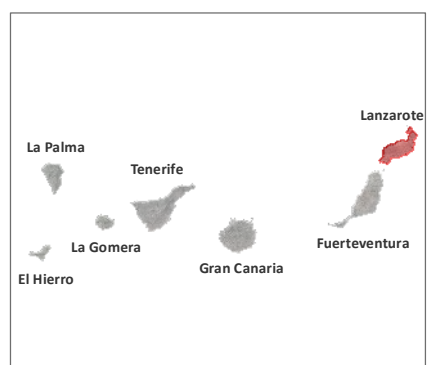 Lanzarote
La Palma
Tenerife
La Gomera
Fuerteventura
Gran Canaria
El Hierro